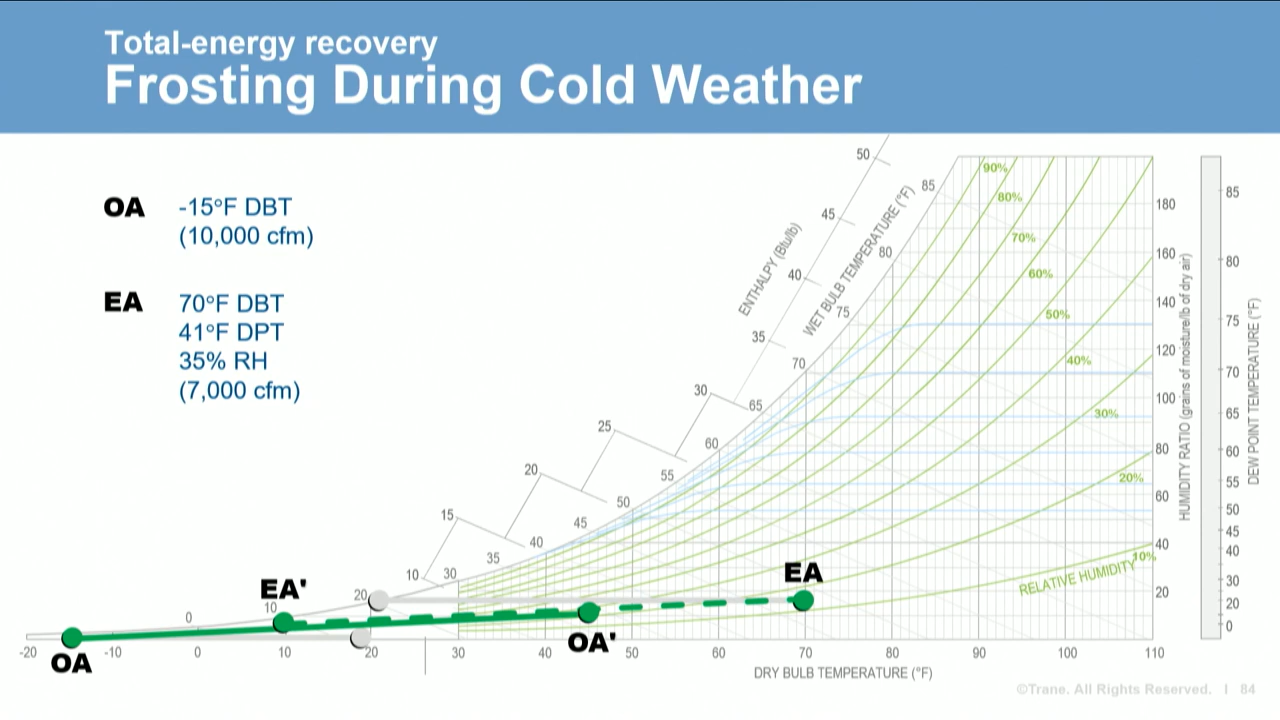 Total-energy recovery
Frosting During Cold Weather
OA -15°F DBT
(10,000 cfm)
EA 70°F DBT
41°F DPT
35% RH
(7,000 cfm)
ENTHALPY (Btu/lb)
10 15 20 25 30 35 40 45 50
WET BULB TEMPERATURE (°F)
0 10 20 30 35 40 45 50 55 60 65 70 75 80 85
90%
80%
70%
60%
50%
40%
30%
20%
10%
RELATIVE HUMIDITY
180
160
140
120
100
80
60
40
20
HUMIDITY RATIO (grains of moisture/lb of dry air)
85
80
75
70
65
60
55
50
45
40
30
20
0
DEW POINT TEMPERATURE (°F)
EA'
EA
OA
OA'
-20 -10 0 10 20 30 40 50 60 70 80 90 100 110
DRY BULB TEMPERATURE (°F)
©Trane. All Rights Reserved. I 84